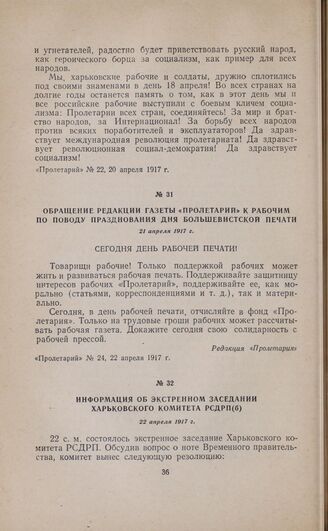 и угнетателей, радостно будет приветствовать русский народ,
как героического борца за социализм, как пример для всех
народов.
Мы, харьковские рабочие и солдаты, дружно сплотились
под своими знаменами в день 18 апреля! Во всех странах на
долгие годы останется память о том, как в этот день мы и
все российские рабочие выступили с боевым кличем социа-
лизма: Пролетарии всех стран, соединяйтесь! За мир и брат-
ство народов, за Интернационал! За борьбу всех народов
против всяких поработителей и эксплуататоров! Да здрав-
ствует международная революция пролетариата! Да здрав-
ствует революционная социал-демократия! Да здравствует
социализм!
«Пролетарий» № 22, 20 апреля 1917 г.
№ 31
ОБРАЩЕНИЕ РЕДАКЦИИ ГАЗЕТЫ «ПРОЛЕТАРИЙ» К РАБОЧИМ
ПО ПОВОДУ ПРАЗДНОВАНИЯ ДНЯ БОЛЬШЕВИСТСКОЙ ПЕЧАТИ
21 апреля 1917 г.
СЕГОДНЯ ДЕНЬ РАБОЧЕЙ ПЕЧАТИ!
Товарищи рабочие! Только поддержкой рабочих может
жить и развиваться рабочая печать. Поддерживайте защитницу
интересов рабочих «Пролетарий», поддерживайте ее, как мо-
рально (статьями, корреспонденциями и т. д.), так и матери-
ально.
Сегодня, в день рабочей печати, отчисляйте в фонд «Про-
летария». Только на трудовые гроши рабочих может рассчиты-
вать рабочая газета. Докажите сегодня свою солидарность с
рабочей прессой.
Редакция «Пролетария»
«Пролетарий» № 24, 22 апреля 1917 г.
№ 32
ИНФОРМАЦИЯ ОБ ЭКСТРЕННОМ ЗАСЕДАНИИ
ХАРЬКОВСКОГО КОМИТЕТА РСДРП(б)
22 апреля 1917 г.
22 с. м. состоялось экстренное заседание Харьковского ко-
митета РСДРП. Обсудив вопрос о ноте Временного правитель-
ства, комитет вынес следующую резолюцию:
36